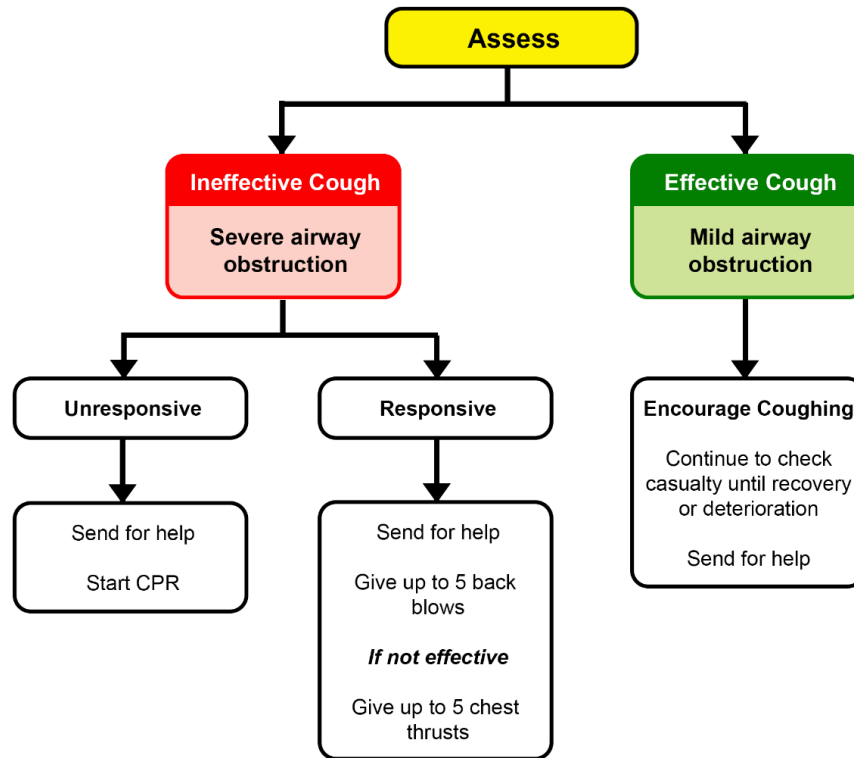 Assess
Ineffective Cough
Severe airway
obstruction
Effective Cough
Mild airway
obstruction
Unresponsive
Send for help
Start CPR
Responsive
Send for help
Give up to 5 back
blows
If not effective
Give up to 5 chest
thrusts
Encourage Coughing
Continue to check
casualty until recovery
or deterioration
Send for help